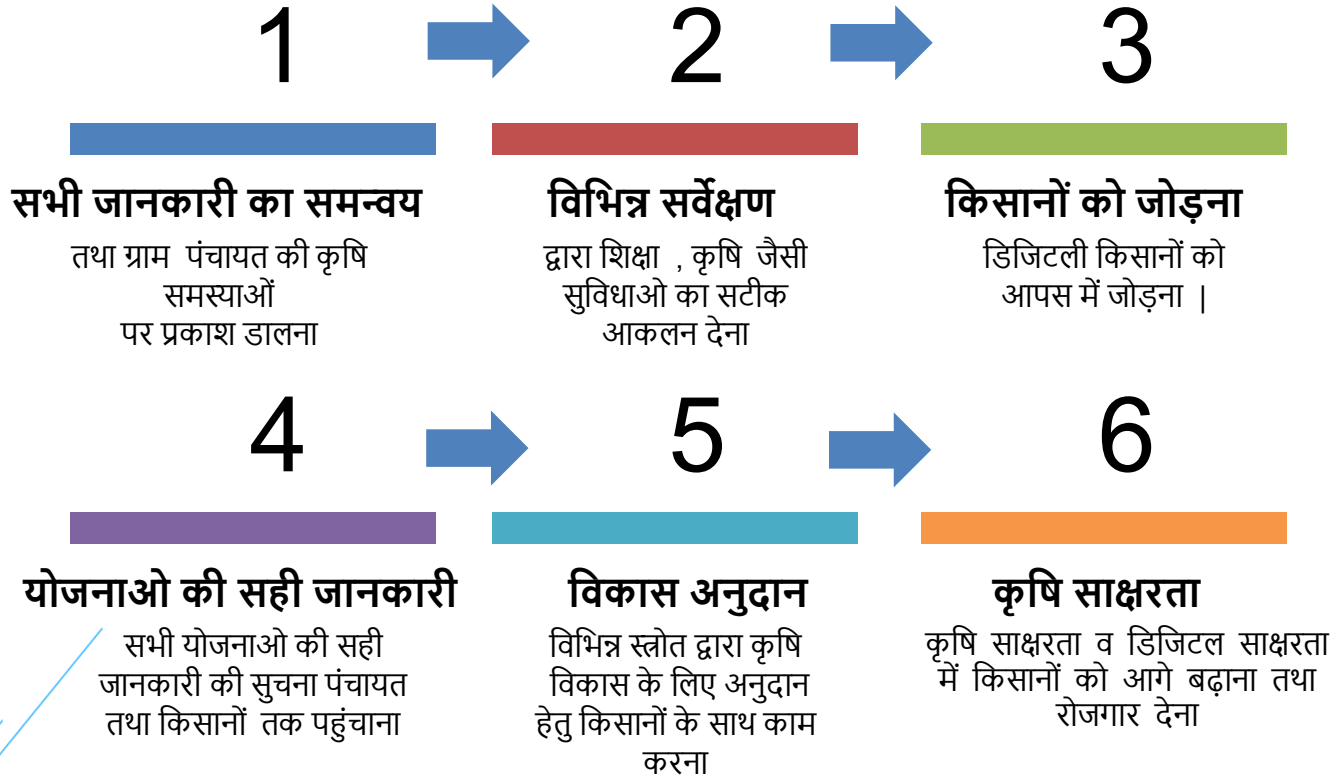 1
2
3
सभी जानकारी का समन्वय
तथा ग्राम पंचायत की कृषि
समस्याओं
पर प्रकाश डालना
विभिन्न सर्वेक्षण
द्वारा शिक्षा , कृषि जैसी
सुविधाओ का सटीक
आकलन देना
किसानों को जोड़ना
डिजिटली किसानों को
आपस में जोड़ना |
4
5
6
योजनाओ की सही जानकारी
सभी योजनाओ की सही
जानकारी की सुचना पंचायत
तथा किसानों तक पहुंचाना
विकास अनुदान
विभिन्न स्त्रोत द्वारा कृषि
विकास के लिए अनुदान
हेतु किसानों के साथ काम
करना
कृषि साक्षरता
कृषि साक्षरता व डिजिटल साक्षरता
में किसानों को आगे बढ़ाना तथा
रोजगार देना